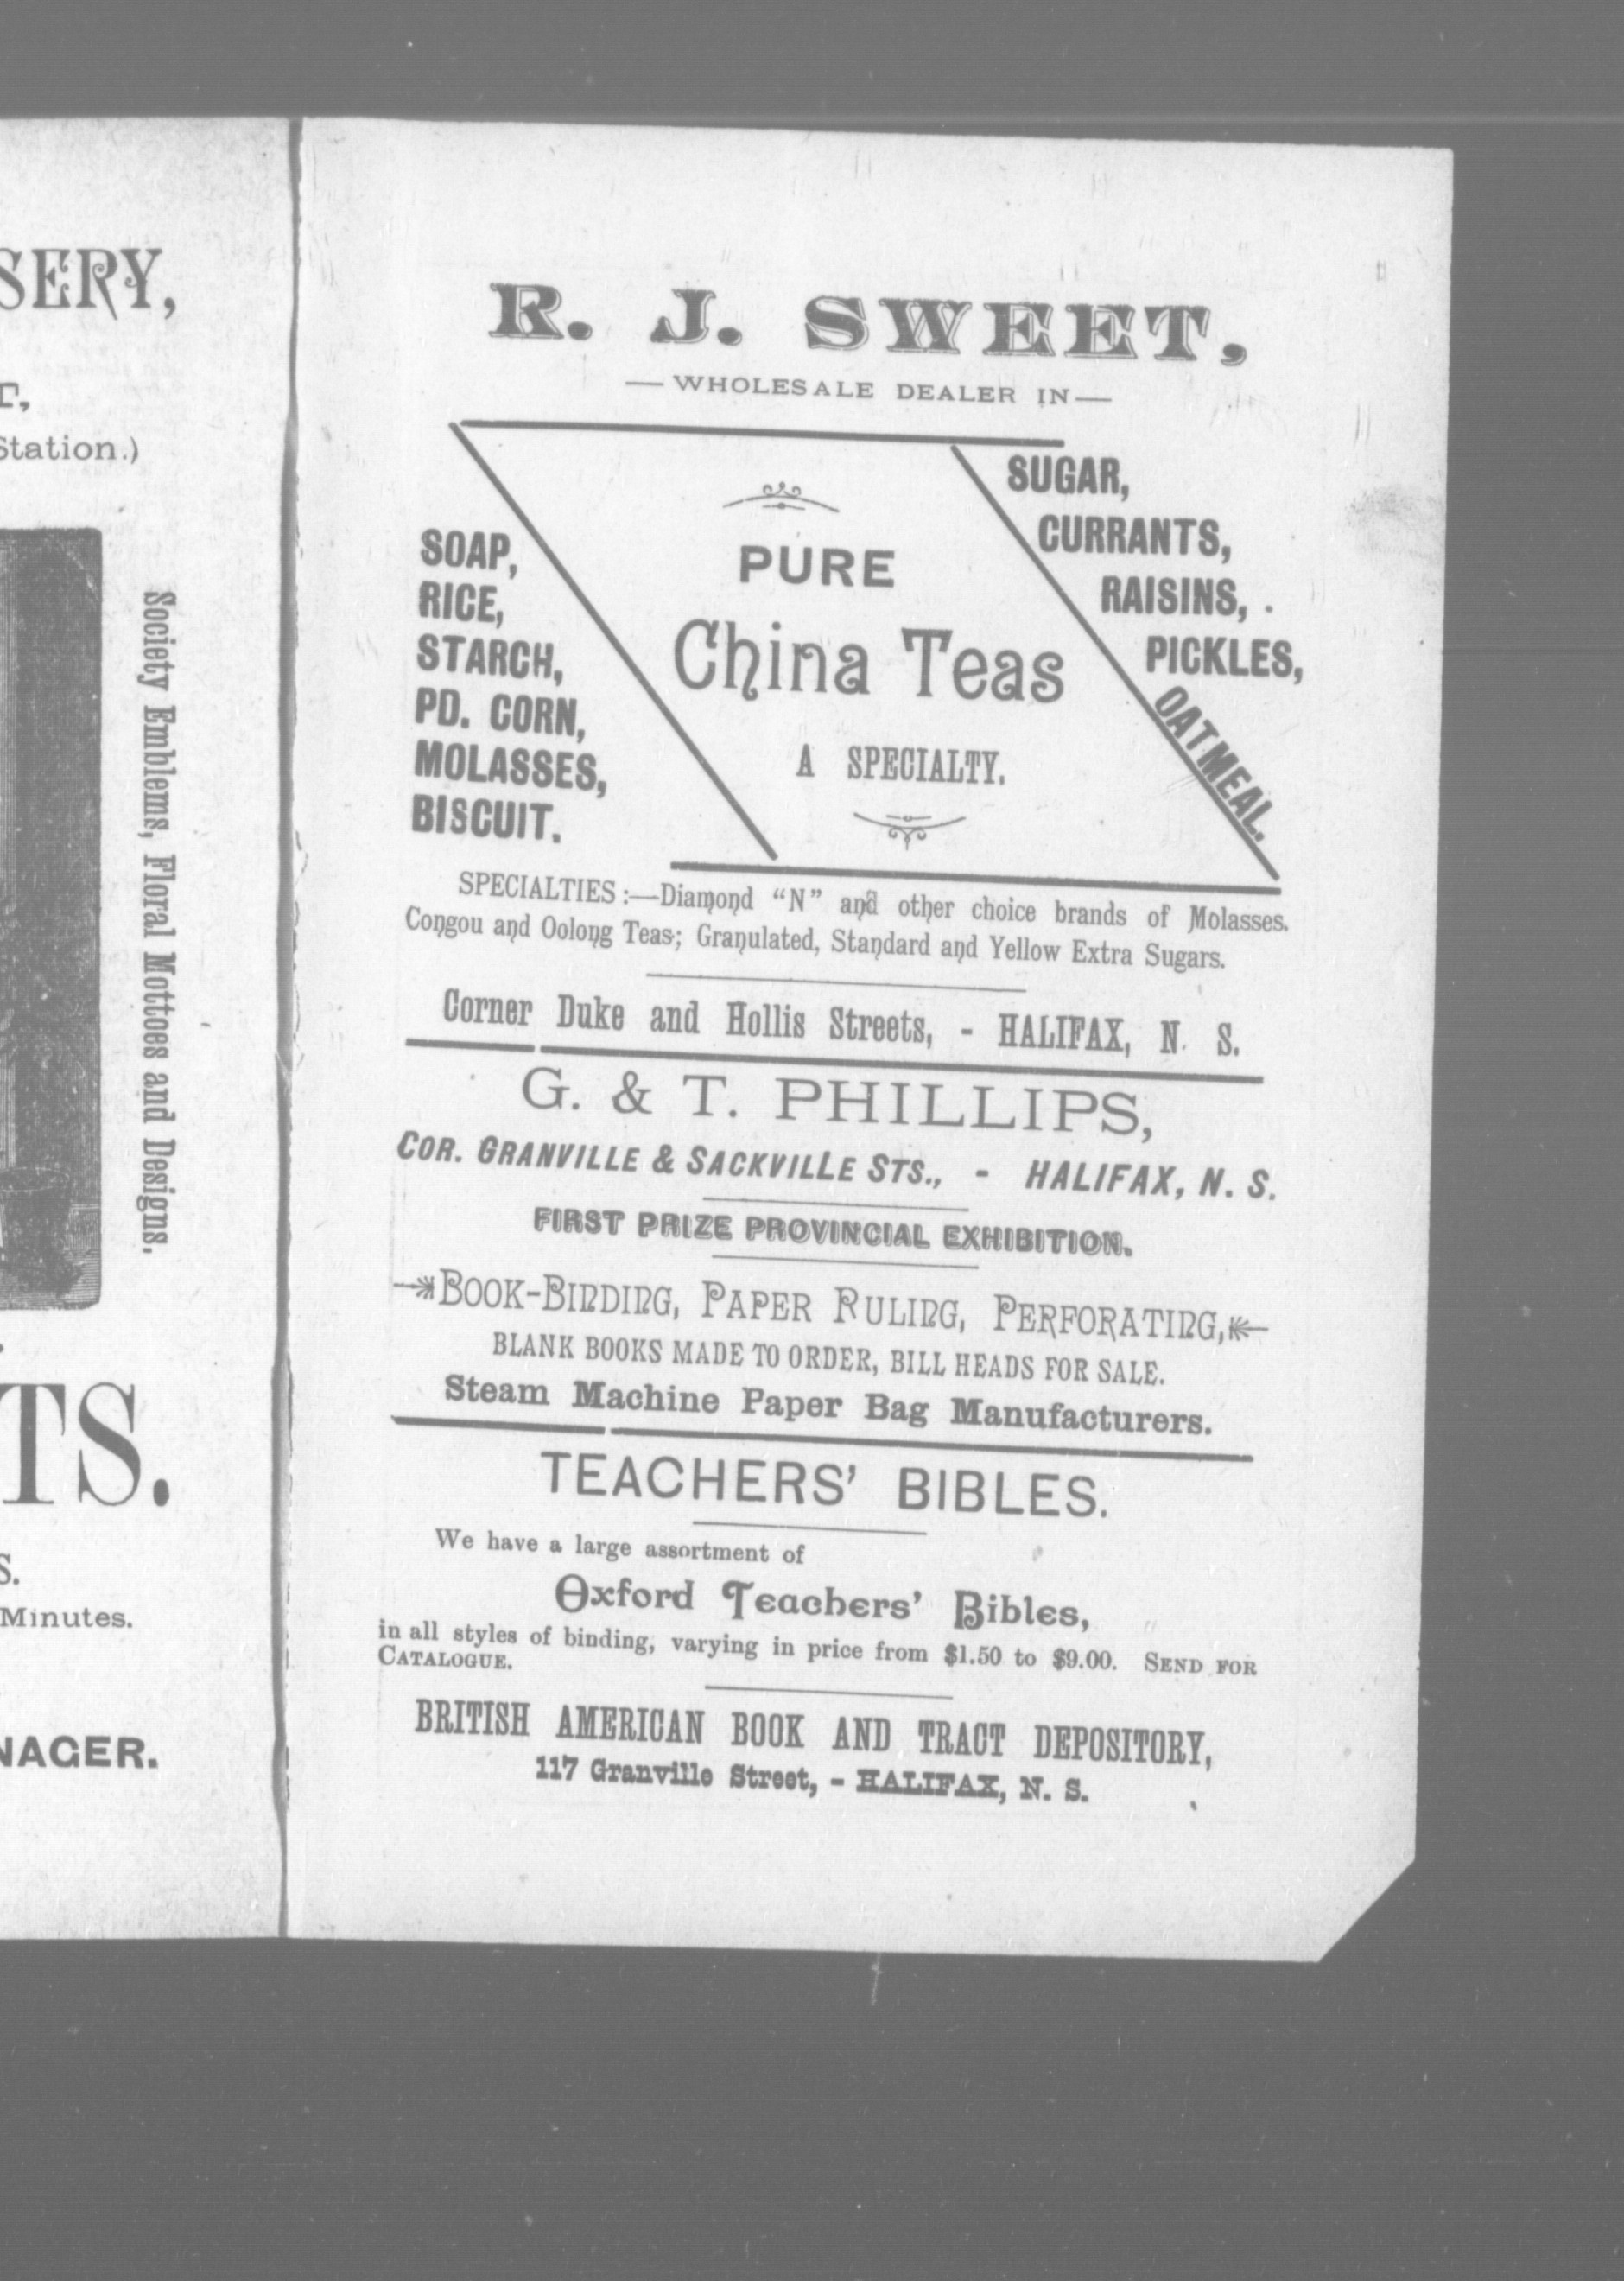 SERY,
T,
Station.)
Society Emblems, Floral Mottoes and Designs.
TS.
S.
Minutes.
NAGER.
R. J. SWEET,
— WHOLESALE DEALER IN —
SOAP,
RICE,
STARCH,
PD. CORN,
MOLASSES,
BISCUIT.
PURE
China Teas
A SPECIALTY.
SUGAR,
CURRANTS,
RAISINS,
PICKLES,
OATMEAL.
SPECIALTIES:—Diamond “N” and other choice brands of Molasses.
Congou and Oolong Teas; Granulated, Standard and Yellow Extra Sugars.
Corner Duke and Hollis Streets, - HALIFAX, N. S.
G. & T. PHILLIPS,
COR. GRANVILLE & SACKVILLE STS., - HALIFAX, N. S.
FIRST PRIZE PROVINCIAL EXHIBITION.
BOOK-BINDING, PAPER RULING, PERFORATING,
BLANK BOOKS MADE TO ORDER, BILL HEADS FOR SALE.
Steam Machine Paper Bag Manufacturers.
TEACHERS’ BIBLES.
We have a large assortment of
Oxford Teachers’ Bibles,
in all styles of binding, varying in price from $1.50 to $9.00. SEND FOR
CATALOGUE.
BRITISH AMERICAN BOOK AND TRACT DEPOSITORY,
117 Granville Street, - HALIFAX, N. S.